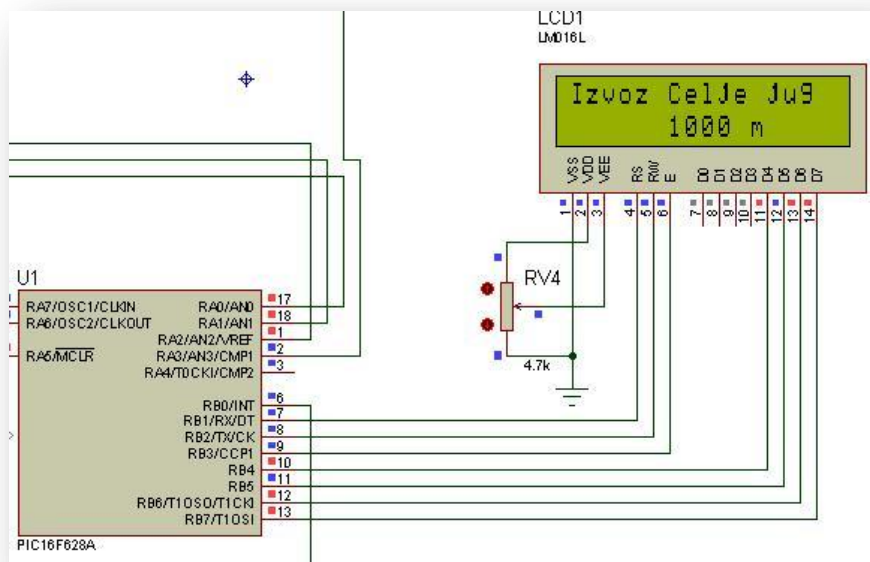 LCD1
LM016L
Izvoz Celje jug
1000 m
VSS
VDD
VEE
RS
RW
E
D0
D1
D2
D3
D4
D5
D6
D7
1
2
3
4
5
6
7
8
9
10
11
12
13
14
RV4
4.7k
U1
RA7/OSC1/CLKIN
RA6/OSC2/CLKOUT
RA5/MCLR
RA0/AN0
RA1/AN1
RA2/AN2/VREF
RA3/AN3/CMP1
RA4/T0CKI/CMP2
RB0/INT
RB1/RX/DT
RB2/TX/CK
RB3/CCP1
RB4
RB5
RB6/T1OSO/T1CKI
RB7/T1OSI
17
18
1
2
3
6
7
8
9
10
11
12
13
PIC16F628A